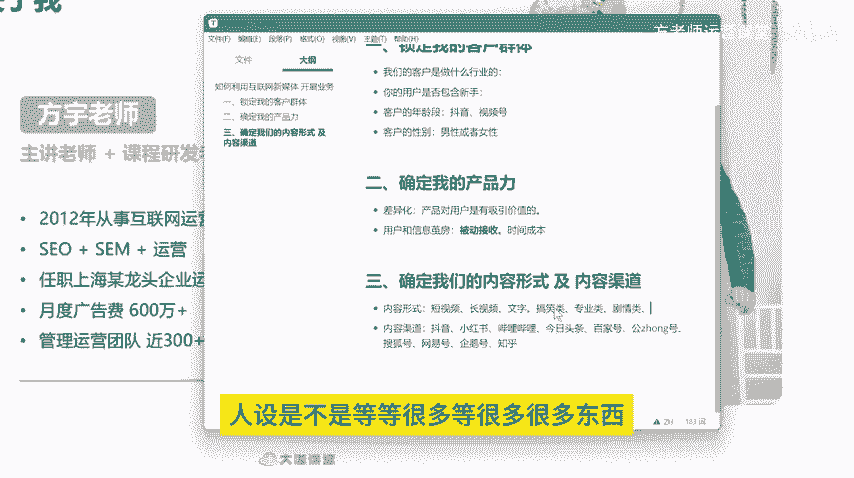 于我
方宇老师
主讲老师 + 课程研发
• 2012年从事互联网运营
• SEO + SEM + 运营
• 任职上海某龙头企业运
• 月度广告费 600万+
• 管理运营团队 近300+
方老师运营课堂
文件(F) 编辑(E) 段落(P) 格式(O) 视图(V) 主题(T) 帮助(H)
文件 大纲
如何利用互联网新媒体 开展业务
一、锁定我的客户群体
二、确定我的产品力
三、确定我们的内容形式 及
内容渠道
一、锁定我的客户群体
• 我们的客户是做什么行业的：
• 你的用户是否包含新手：
• 客户的年龄段：抖音、视频号
• 客户的性别：男性或者女性
二、确定我的产品力
• 差异化：产品对用户是有吸引价值的。
• 用户和信息茧房：被动接收。时间成本
三、确定我们的内容形式 及 内容渠道
• 内容形式：短视频、长视频、文字。搞笑类、专业类、剧情类、
• 内容渠道：抖音、小红书、哔哩哔哩、今日头条、百家号、公zhong号、
搜狐号、网易号、企鹅号、知乎
人设是不是等等很多等很多很多东西
183 词